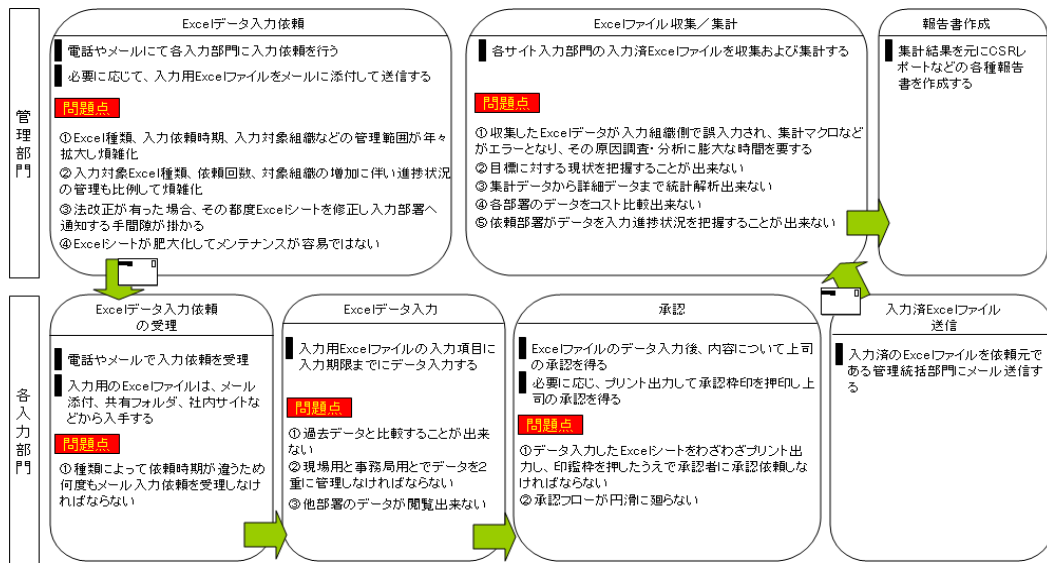 管理部門
Excelデータ入力依頼
電話やメールにて各入力部門に入力依頼を行う
必要に応じて、入力用Excelファイルをメールに添付して送信する
問題点
①Excel種類、入力依頼時期、入力対象組織などの管理範囲が年々
拡大し煩雑化
②入力対象Excel種類、依頼回数、対象組織の増加に伴い進捗状況
の管理も比例して煩雑化
③法改正が有った場合、その都度Excelシートを修正し入力部署へ
通知する手間隙が掛かる
④Excelシートが肥大化してメンテナンスが容易ではない
Excelファイル収集／集計
各サイト入力部門の入力済Excelファイルを収集および集計する
問題点
①収集したExcelデータが入力組織側で誤入力され、集計マクロなど
がエラーとなり、その原因調査・分析に膨大な時間を要する
②目標に対する現状を把握することが出来ない
③集計データから詳細データまで統計解析出来ない
④各部署のデータをコスト比較出来ない
⑤依頼部署がデータを入力進捗状況を把握することが出来ない
報告書作成
集計結果を元にCSRレ
ポートなどの各種報告
書を作成する
各入力部門
Excelデータ入力依頼
の受理
電話やメールで入力依頼を受理
入力用のExcelファイルは、メール
添付、共有フォルダ、社内サイトな
どから入手する
問題点
①種類によって依頼時期が違うため
何度もメール入力依頼を受理しなけ
ればならない
Excelデータ入力
入力用Excelファイルの入力項目に
入力期限までにデータ入力する
問題点
①過去データと比較することが出来
ない
②現場用と事務局用とでデータを2
重に管理しなければならない
③他部署のデータが閲覧出来ない
承認
Excelファイルのデータ入力後、内容について上司
の承認を得る
必要に応じ、プリント出力して承認枠印を押印し上
司の承認を得る
問題点
①データ入力したExcelシートをわざわざプリント出
力し、印鑑枠を押したうえで承認者に承認依頼しな
ければならない
②承認フローが円滑に廻らない
入力済Excelファイル
送信
入力済のExcelファイルを依頼元で
ある管理統括部門にメール送信す
る